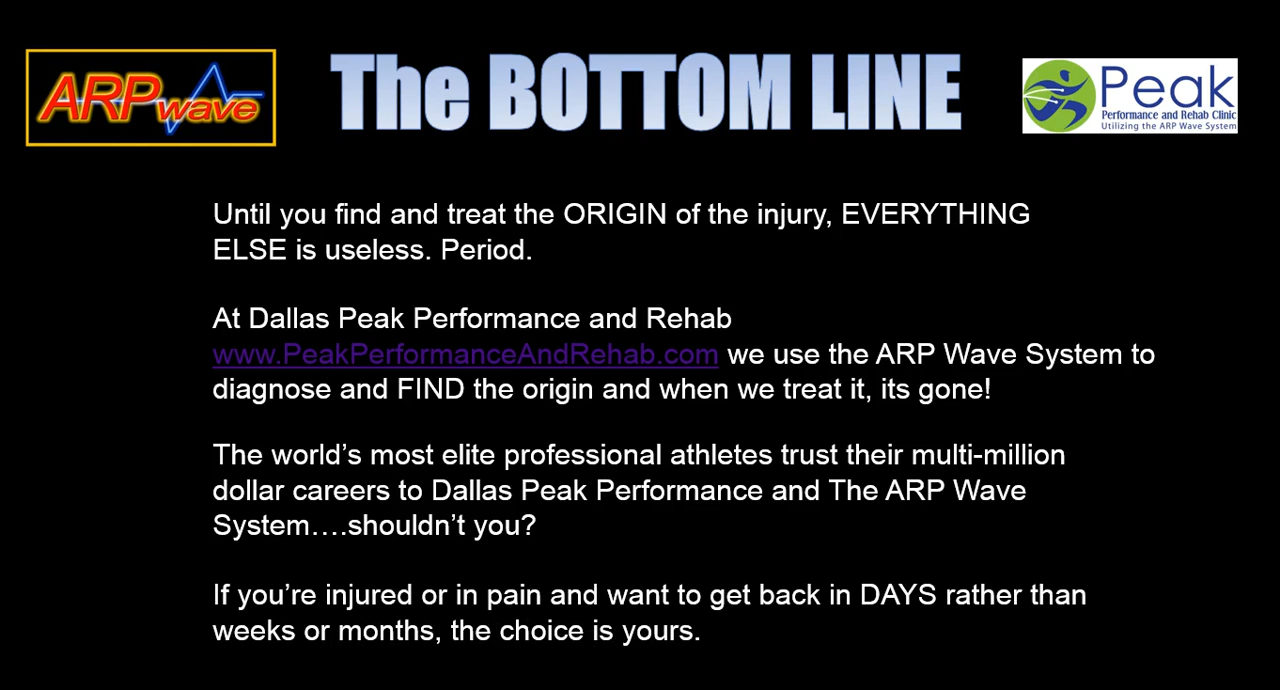 ARPwave
The BOTTOM LINE
Peak
Performance and Rehab Clinic
Utilizing the ARP Wave System
Until you find and treat the ORIGIN of the injury, EVERYTHING
ELSE is useless. Period.
At Dallas Peak Performance and Rehab
www.PeakPerformanceAndRehab.com we use the ARP Wave System to
diagnose and FIND the origin and when we treat it, its gone!
The world’s most elite professional athletes trust their multi-million
dollar careers to Dallas Peak Performance and The ARP Wave
System….shouldn’t you?
If you’re injured or in pain and want to get back in DAYS rather than
weeks or months, the choice is yours.